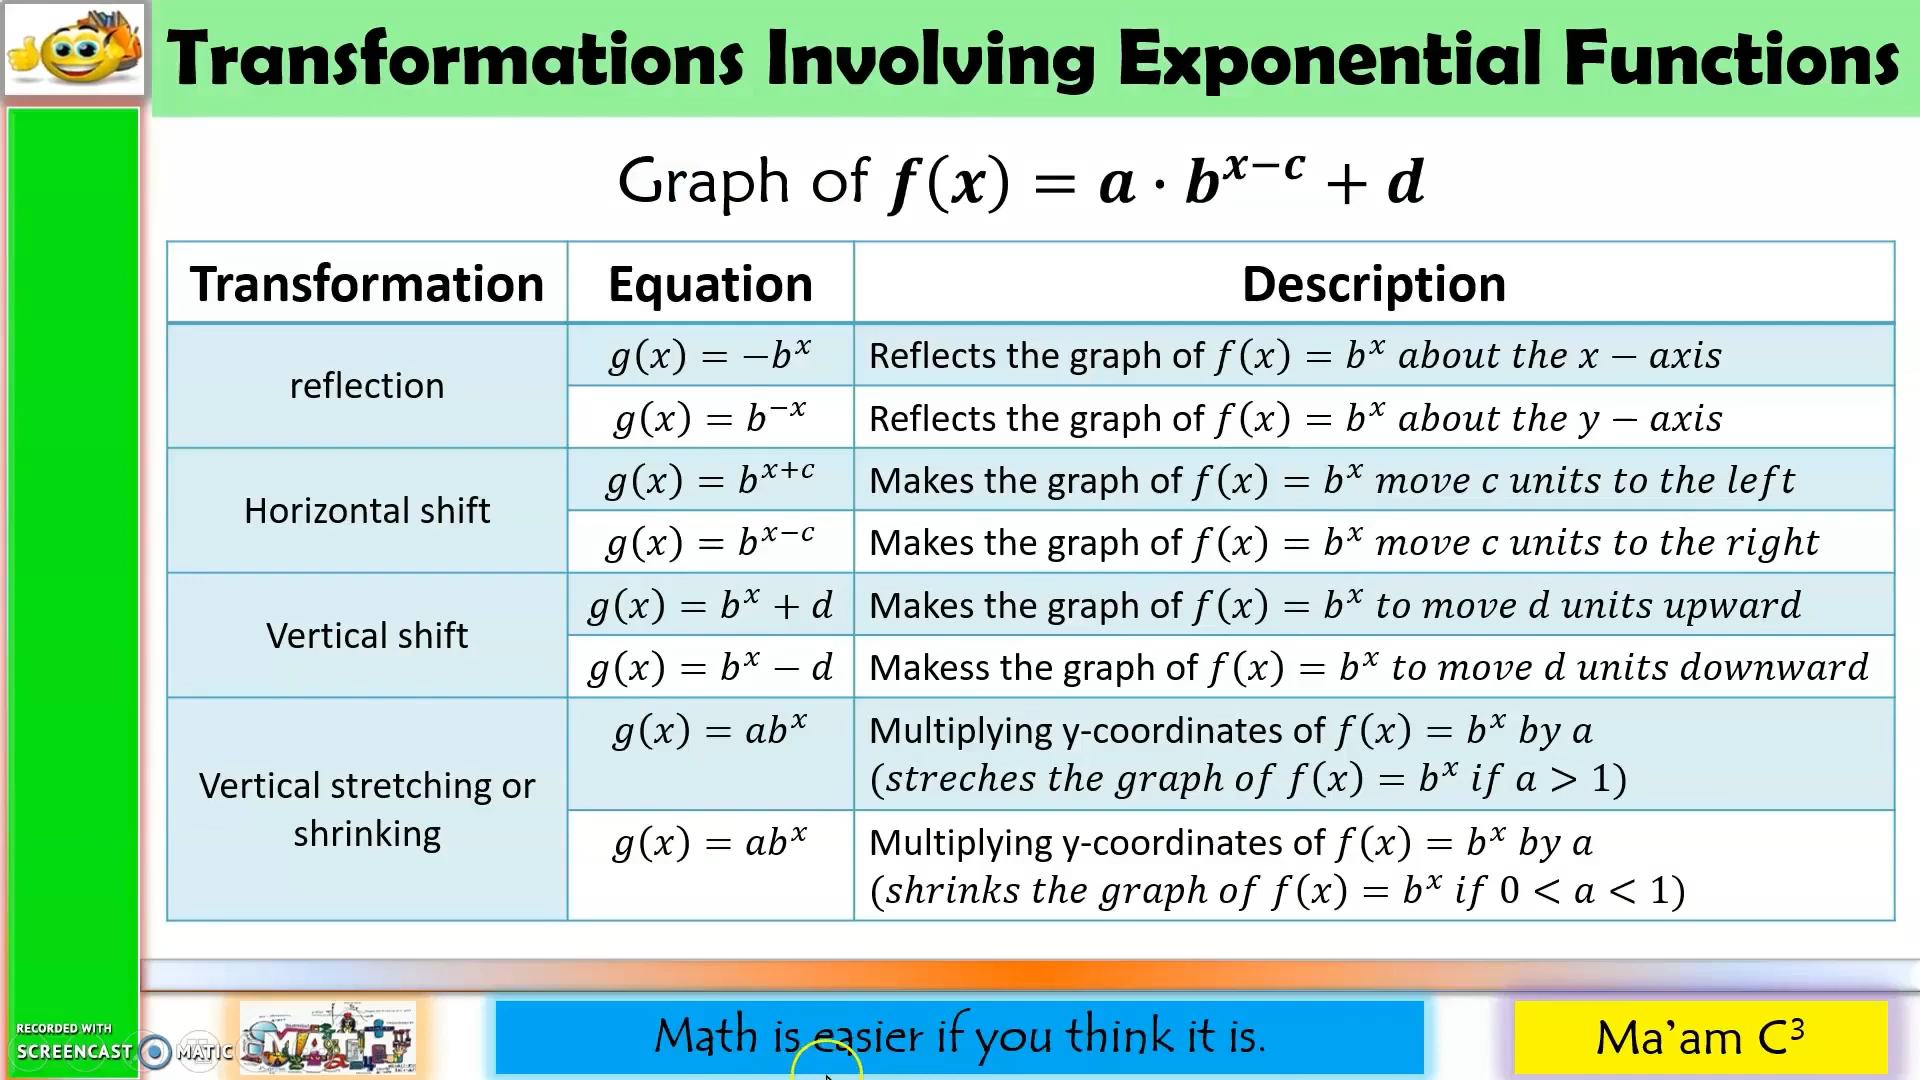 Transformations Involving Exponential Functions
Graph of f(x) = a · b^{x−c} + d
Transformation Equation Description
reflection
g(x) = −b^x Reflects the graph of f(x) = b^x about the x − axis
g(x) = b^{−x} Reflects the graph of f(x) = b^x about the y − axis
Horizontal shift
g(x) = b^{x+c} Makes the graph of f(x) = b^x move c units to the left
g(x) = b^{x−c} Makes the graph of f(x) = b^x move c units to the right
Vertical shift
g(x) = b^x + d Makes the graph of f(x) = b^x to move d units upward
g(x) = b^x − d Makess the graph of f(x) = b^x to move d units downward
Vertical stretching or
shrinking
g(x) = ab^x Multiplying y-coordinates of f(x) = b^x by a
(streches the graph of f(x) = b^x if a > 1)
g(x) = ab^x Multiplying y-coordinates of f(x) = b^x by a
(shrinks the graph of f(x) = b^x if 0 < a < 1)
RECORDED WITH
SCREENCAST MATIC
MATH
Math is easier if you think it is.
Ma’am C³